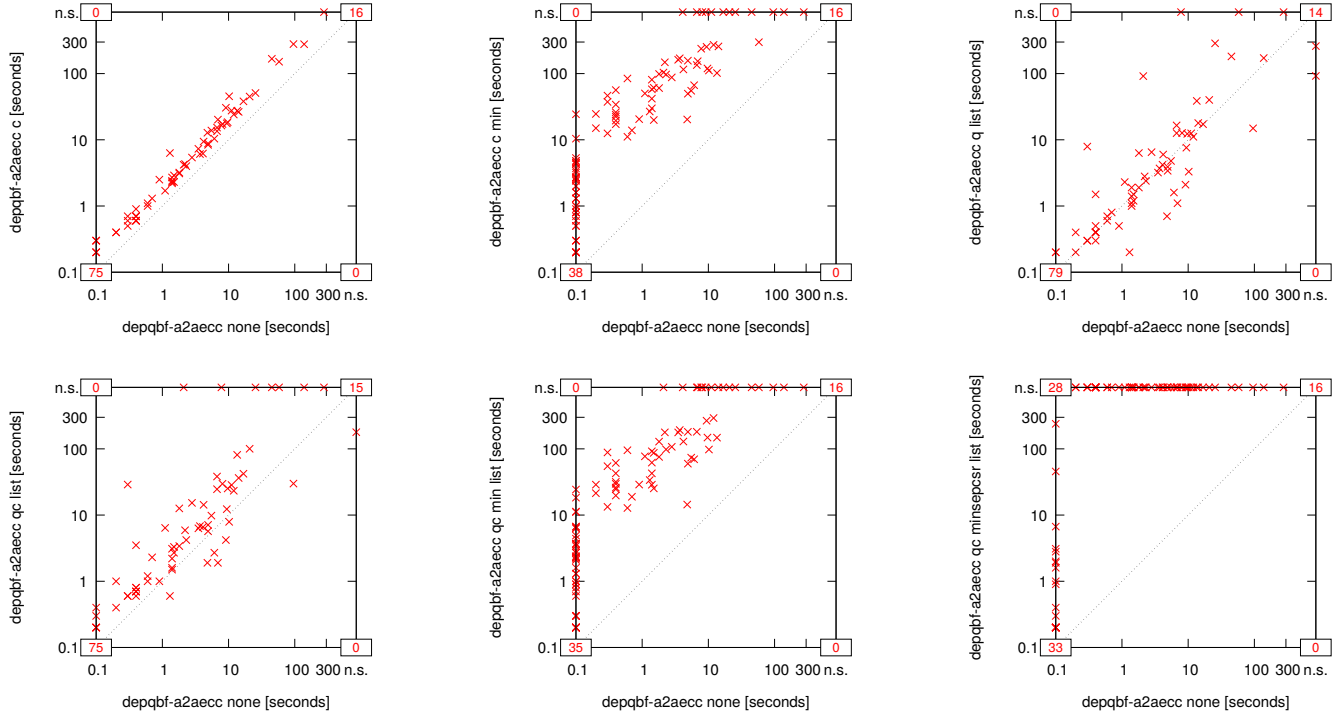 n.s. 0 16
300
100
10
1
0.1 75 0
0.1 1 10 100 300 n.s.
depqbf-a2aecc c [seconds]
depqbf-a2aecc none [seconds]
n.s. 0 16
300
100
10
1
0.1 38 0
0.1 1 10 100 300 n.s.
depqbf-a2aecc c min [seconds]
depqbf-a2aecc none [seconds]
n.s. 0 14
300
100
10
1
0.1 79 0
0.1 1 10 100 300 n.s.
depqbf-a2aecc q list [seconds]
depqbf-a2aecc none [seconds]
n.s. 0 15
300
100
10
1
0.1 75 0
0.1 1 10 100 300 n.s.
depqbf-a2aecc qc list [seconds]
depqbf-a2aecc none [seconds]
n.s. 0 16
300
100
10
1
0.1 35 0
0.1 1 10 100 300 n.s.
depqbf-a2aecc qc min list [seconds]
depqbf-a2aecc none [seconds]
n.s. 28 16
300
100
10
1
0.1 33 0
0.1 1 10 100 300 n.s.
depqbf-a2aecc qc minsepcsr list [seconds]
depqbf-a2aecc none [seconds]